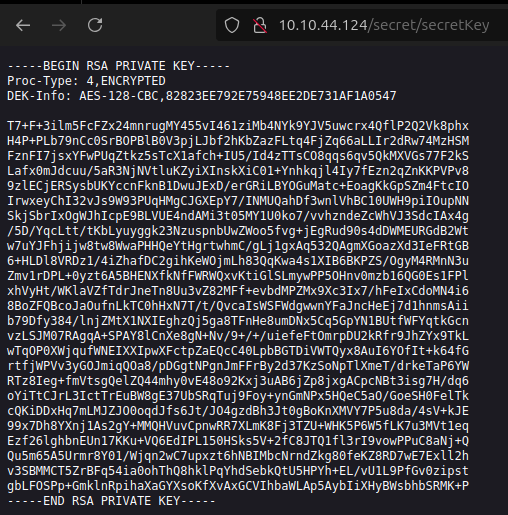 10.10.44.124/secret/secretKey
-----BEGIN RSA PRIVATE KEY-----
Proc-Type: 4,ENCRYPTED
DEK-Info: AES-128-CBC,82823EE792E75948EE2DE731AF1A0547
T7+F+3ilm5FcFZx24mnrugMY455vI461ziMb4NYk9YJV5uwcrx4QflP2Q2Vk8phx
H4P+PLb79nCc0SrBOPBlB0V3pjLJbf2hKbZazFLtq4FjZq66aLLIr2dRw74MzHSM
FznFI7jsxYFwPUqZtkz5sTcX1afch+IU5/Id4zTTsCO8qqs6qv5QkMXVGs77F2kS
Lafx0mJdcuu/5aR3NjNVtluKZyiXInskXiC01+Ynhkqjl4Iy7fEzn2qZnKKPVPv8
9zlECjERSysbUKYccnFknB1DwuJExD/erGRiLBYOGuMatc+EoagKkGpSZm4FtcIO
IrwxeyChI32vJs9W93PUqHMgCJGXEpY7/INMUQahDf3wnlVhBC10UWH9piIOupNN
SkjSbrIxOgWJhIcpE9BLVUE4ndAMi3t05MY1U0ko7/vvhzndeZcWhVJ3SdcIAx4g
/5D/YqcLtt/tKbLyuyggk23NzuspnbUwZWoo5fvg+jEgRud90s4dDWMEURGdB2Wt
w7uYJFhjijw8tw8WwaPHHQeYtHgrtwhmC/gLj1gxAq532QAgmXGoazXd3IeFRtGB
6+HLDl8VRDz1/4iZhafDC2gihKeWOjmLh83QqKwa4s1XIB6BKPZS/OgyM4RMnN3u
Zmv1rDPL+0yzt6A5BHENXfkNfFWRWQxvKtiGlSLmywPP5OHnv0mzb16QG0Es1FPl
xhVyHt/WKlaVZfTdrJneTn8Uu3vZ82MFf+evbdMPZMx9Xc3Ix7/hFeIxCdoMN4i6
8BoZFQBcoJaOufnLkTC0hHxN7T/t/QvcaIsWSFWdgwwnYFaJncHeEj7d1hnmsAii
b79Dfy384/lnjZMtX1NXIEghzQj5ga8TFnHe8umDNx5Cq5GpYN1BUtfWFYqtkGcn
vzLSJM07RAgqA+SPAY8lCnXe8gN+Nv/9+/+/uiefeFtOmrpDU2kRfr9JhZYx9TkL
wTqOP0XWjqufWNEIXXIpwXFctpZaEQcC40LpbBGTDiVWTQyx8AuI6YOfIt+k64fG
rtfjWPVv3yGOJmiqQOa8/pDGgtNPgnJmFFrBy2d37KzSoNpTlXmeT/drkeTaP6YW
RTz8Ieg+fmVtsgQelZQ44mhy0vE48o92Kxj3uAB6jZp8jxgACpcNBt3isg7H/dq6
oYiTtCJrL3IctTrEuBW8gE37UbSRqTuj9Foy+ynGmNPx5HQeC5aO/GoeSH0FelTk
cQKiDDxHq7mLMJZJO0oqdJfs6Jt/JO4gzdBh3Jt0gBoKnXMVY7P5u8da/4sV+kJE
99x7Dh8YXnj1As2gY+MMQHVuvCpnwRR7XLmK8Fj3TZU+WHK5P6W5fLK7u3MVt1eq
Ezf26lghbnEUn17KKu+VQ6EdIPL150HSks5V+2fC8JTQ1fl3rI9vowPPuC8aNj+Q
Qu5m65A5Urmr8Y01/Wjqn2wC7upxzt6hNBIMbcNrndZkg80feKZ8RD7wE7Exll2h
v3SBMMCT5ZrBFq54ia0ohThQ8hklPqYhdSebkQtU5HPYh+EL/vU1L9PfGv0zipst
gbLFOSPp+GmklnRpihaXaGYXsoKfXvAxGCVIhbaWLAp5AybIiXHyBWsbhbSRMK+P
-----END RSA PRIVATE KEY-----